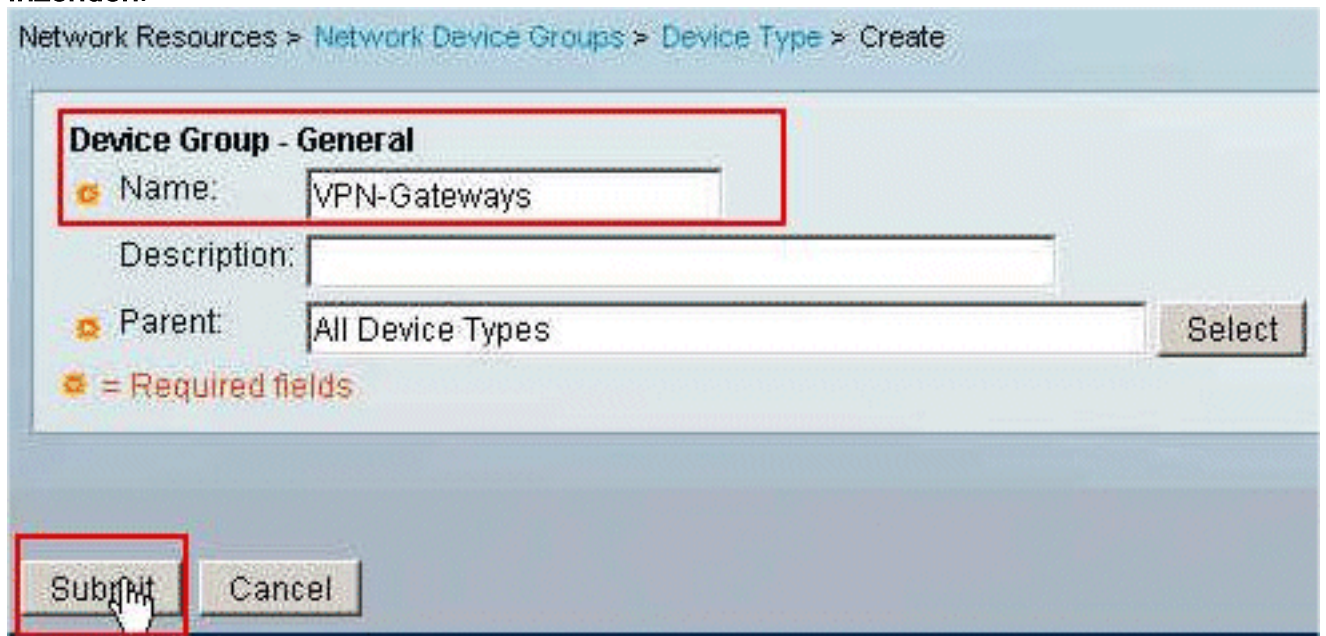 Network Resources > Network Device Groups > Device Type > Create
Device Group - General
Name: VPN-Gateways
Description:
Parent: All Device Types Select
= Required fields
Submit Cancel